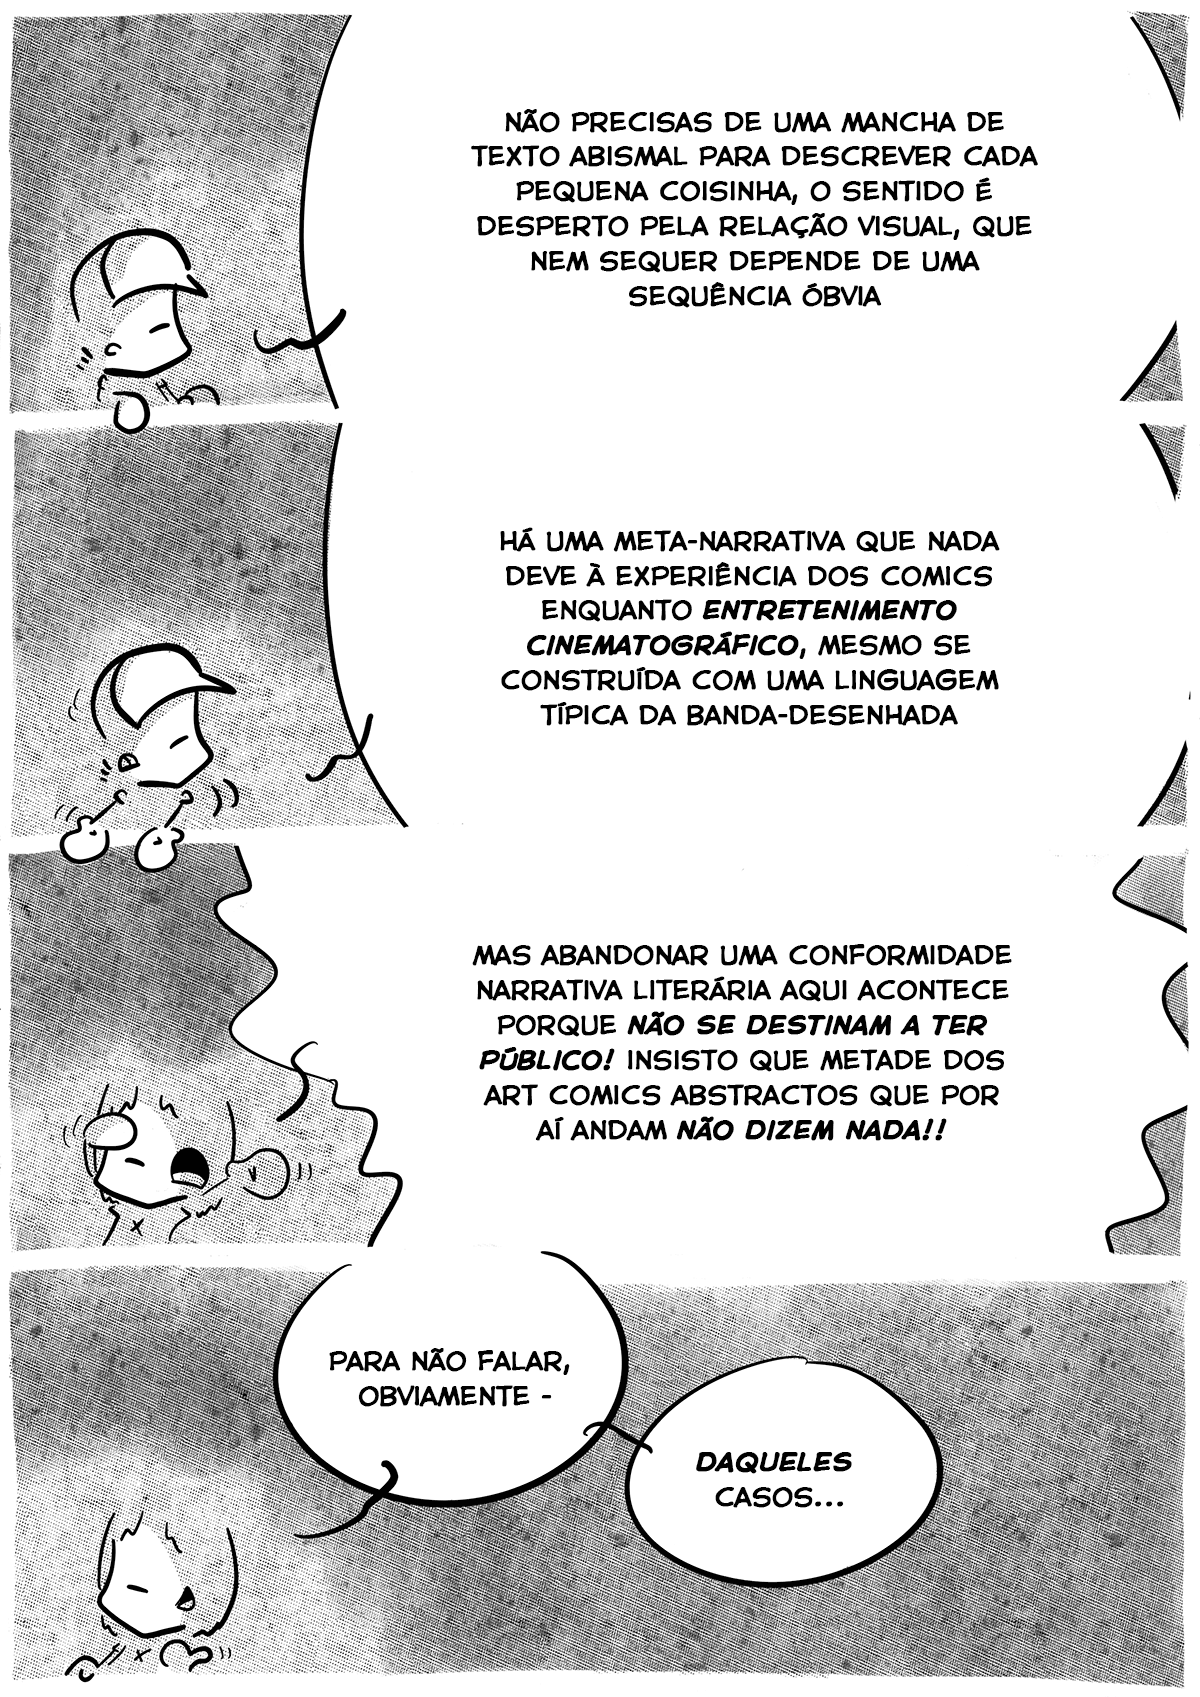 NÃO PRECISAS DE UMA MANCHA DE
TEXTO ABISMAL PARA DESCREVER CADA
PEQUENA COISINHA, O SENTIDO É
DESPERTO PELA RELAÇÃO VISUAL, QUE
NEM SEQUER DEPENDE DE UMA
SEQUÊNCIA ÓBVIA
HÁ UMA META-NARRATIVA QUE NADA
DEVE À EXPERIÊNCIA DOS COMICS
ENQUANTO ENTRETENIMENTO
CINEMATOGRÁFICO, MESMO SE
CONSTRUÍDA COM UMA LINGUAGEM
TÍPICA DA BANDA-DESENHADA
MAS ABANDONAR UMA CONFORMIDADE
NARRATIVA LITERÁRIA AQUI ACONTECE
PORQUE NÃO SE DESTINAM A TER
PÚBLICO! INSISTO QUE METADE DOS
ART COMICS ABSTRACTOS QUE POR
AÍ ANDAM NÃO DIZEM NADA!!
PARA NÃO FALAR,
OBVIAMENTE -
DAQUELES
CASOS...